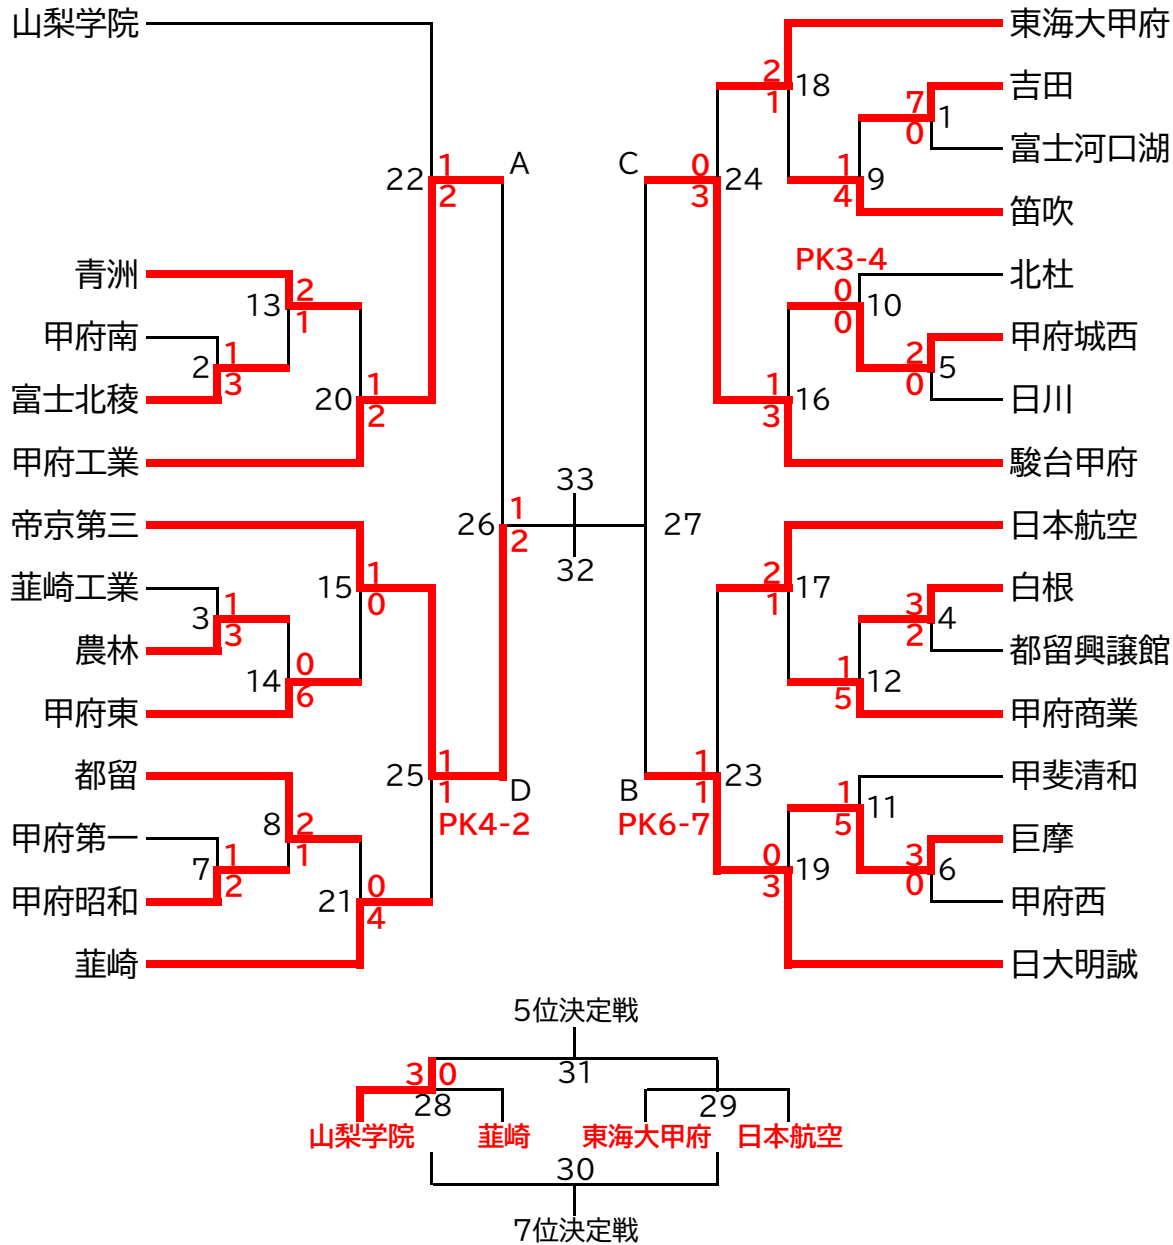 山梨学院
東海大甲府
2
18
1
吉田
7
1
0
富士河口湖
A
C
1
22
2
0
24
3
1
9
4
笛吹
PK3-4
青洲
2
13
1
0
10
0
北杜
甲府南
1
2
3
2
5
0
甲府城西
富士北稜
1
20
2
1
16
3
日川
甲府工業
駿台甲府
33
帝京第三
1
26
2
27
日本航空
32
韮崎工業
1
15
0
2
17
1
白根
1
3
3
3
4
2
農林
都留興譲館
0
14
6
1
12
5
甲府東
甲府商業
都留
1
25
1
D
PK4-2
B
1
23
1
PK6-7
甲斐清和
1
11
5
甲府第一
2
8
1
巨摩
1
7
2
0
19
3
3
6
0
甲府昭和
0
21
4
甲府西
韮崎
日大明誠
5位決定戦
3 0
31
28
29
山梨学院 韮崎 東海大甲府 日本航空
30
7位決定戦